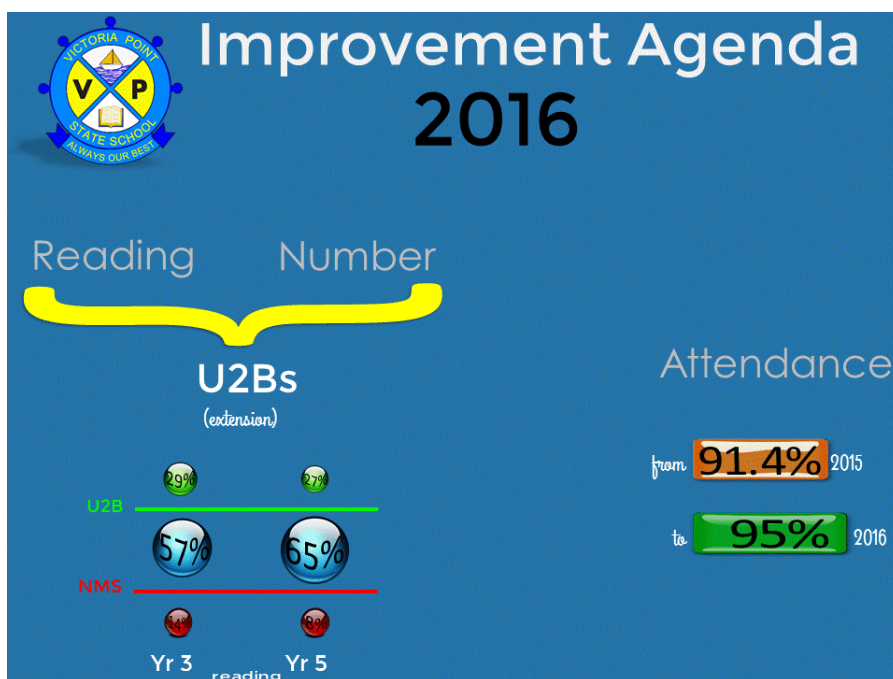 VICTORIA POINT
V P
STATE SCHOOL
ALWAYS OUR BEST
Improvement Agenda
2016
Reading Number
U2Bs
(extension)
29% 27%
U2B
57% 65%
NMS
14% 8%
Yr 3 Yr 5
reading
Attendance
from 91.4% 2015
to 95% 2016